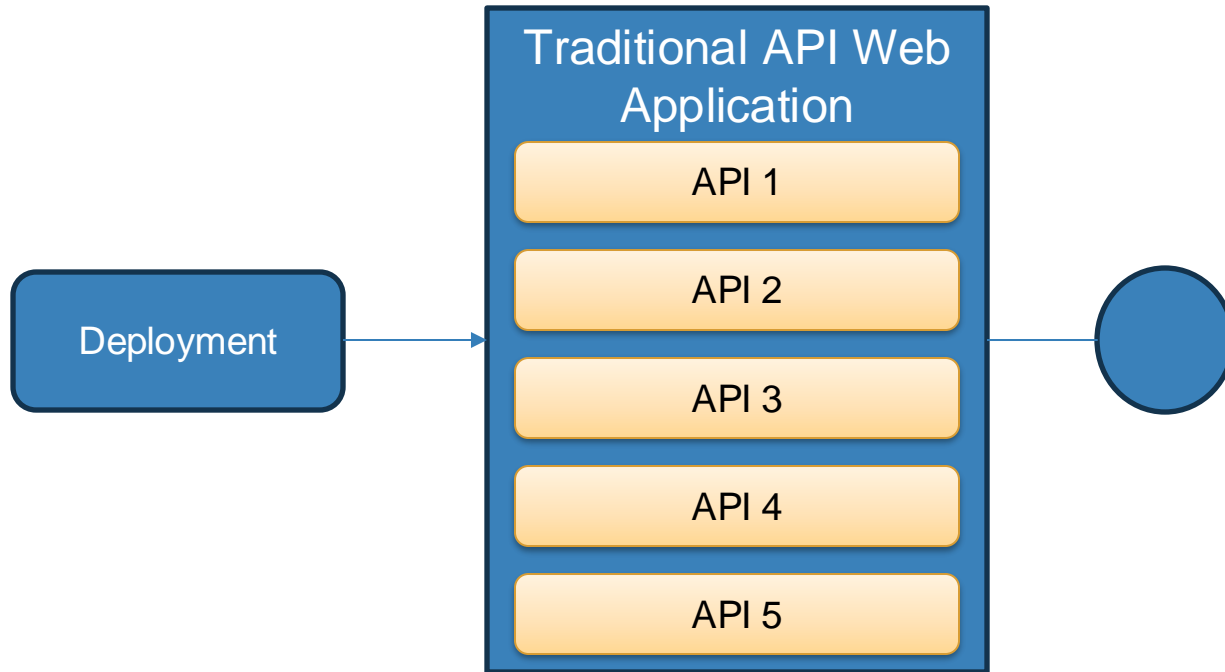 Traditional API Web
Application
API 1
API 2
Deployment
API 3
API 4
API 5